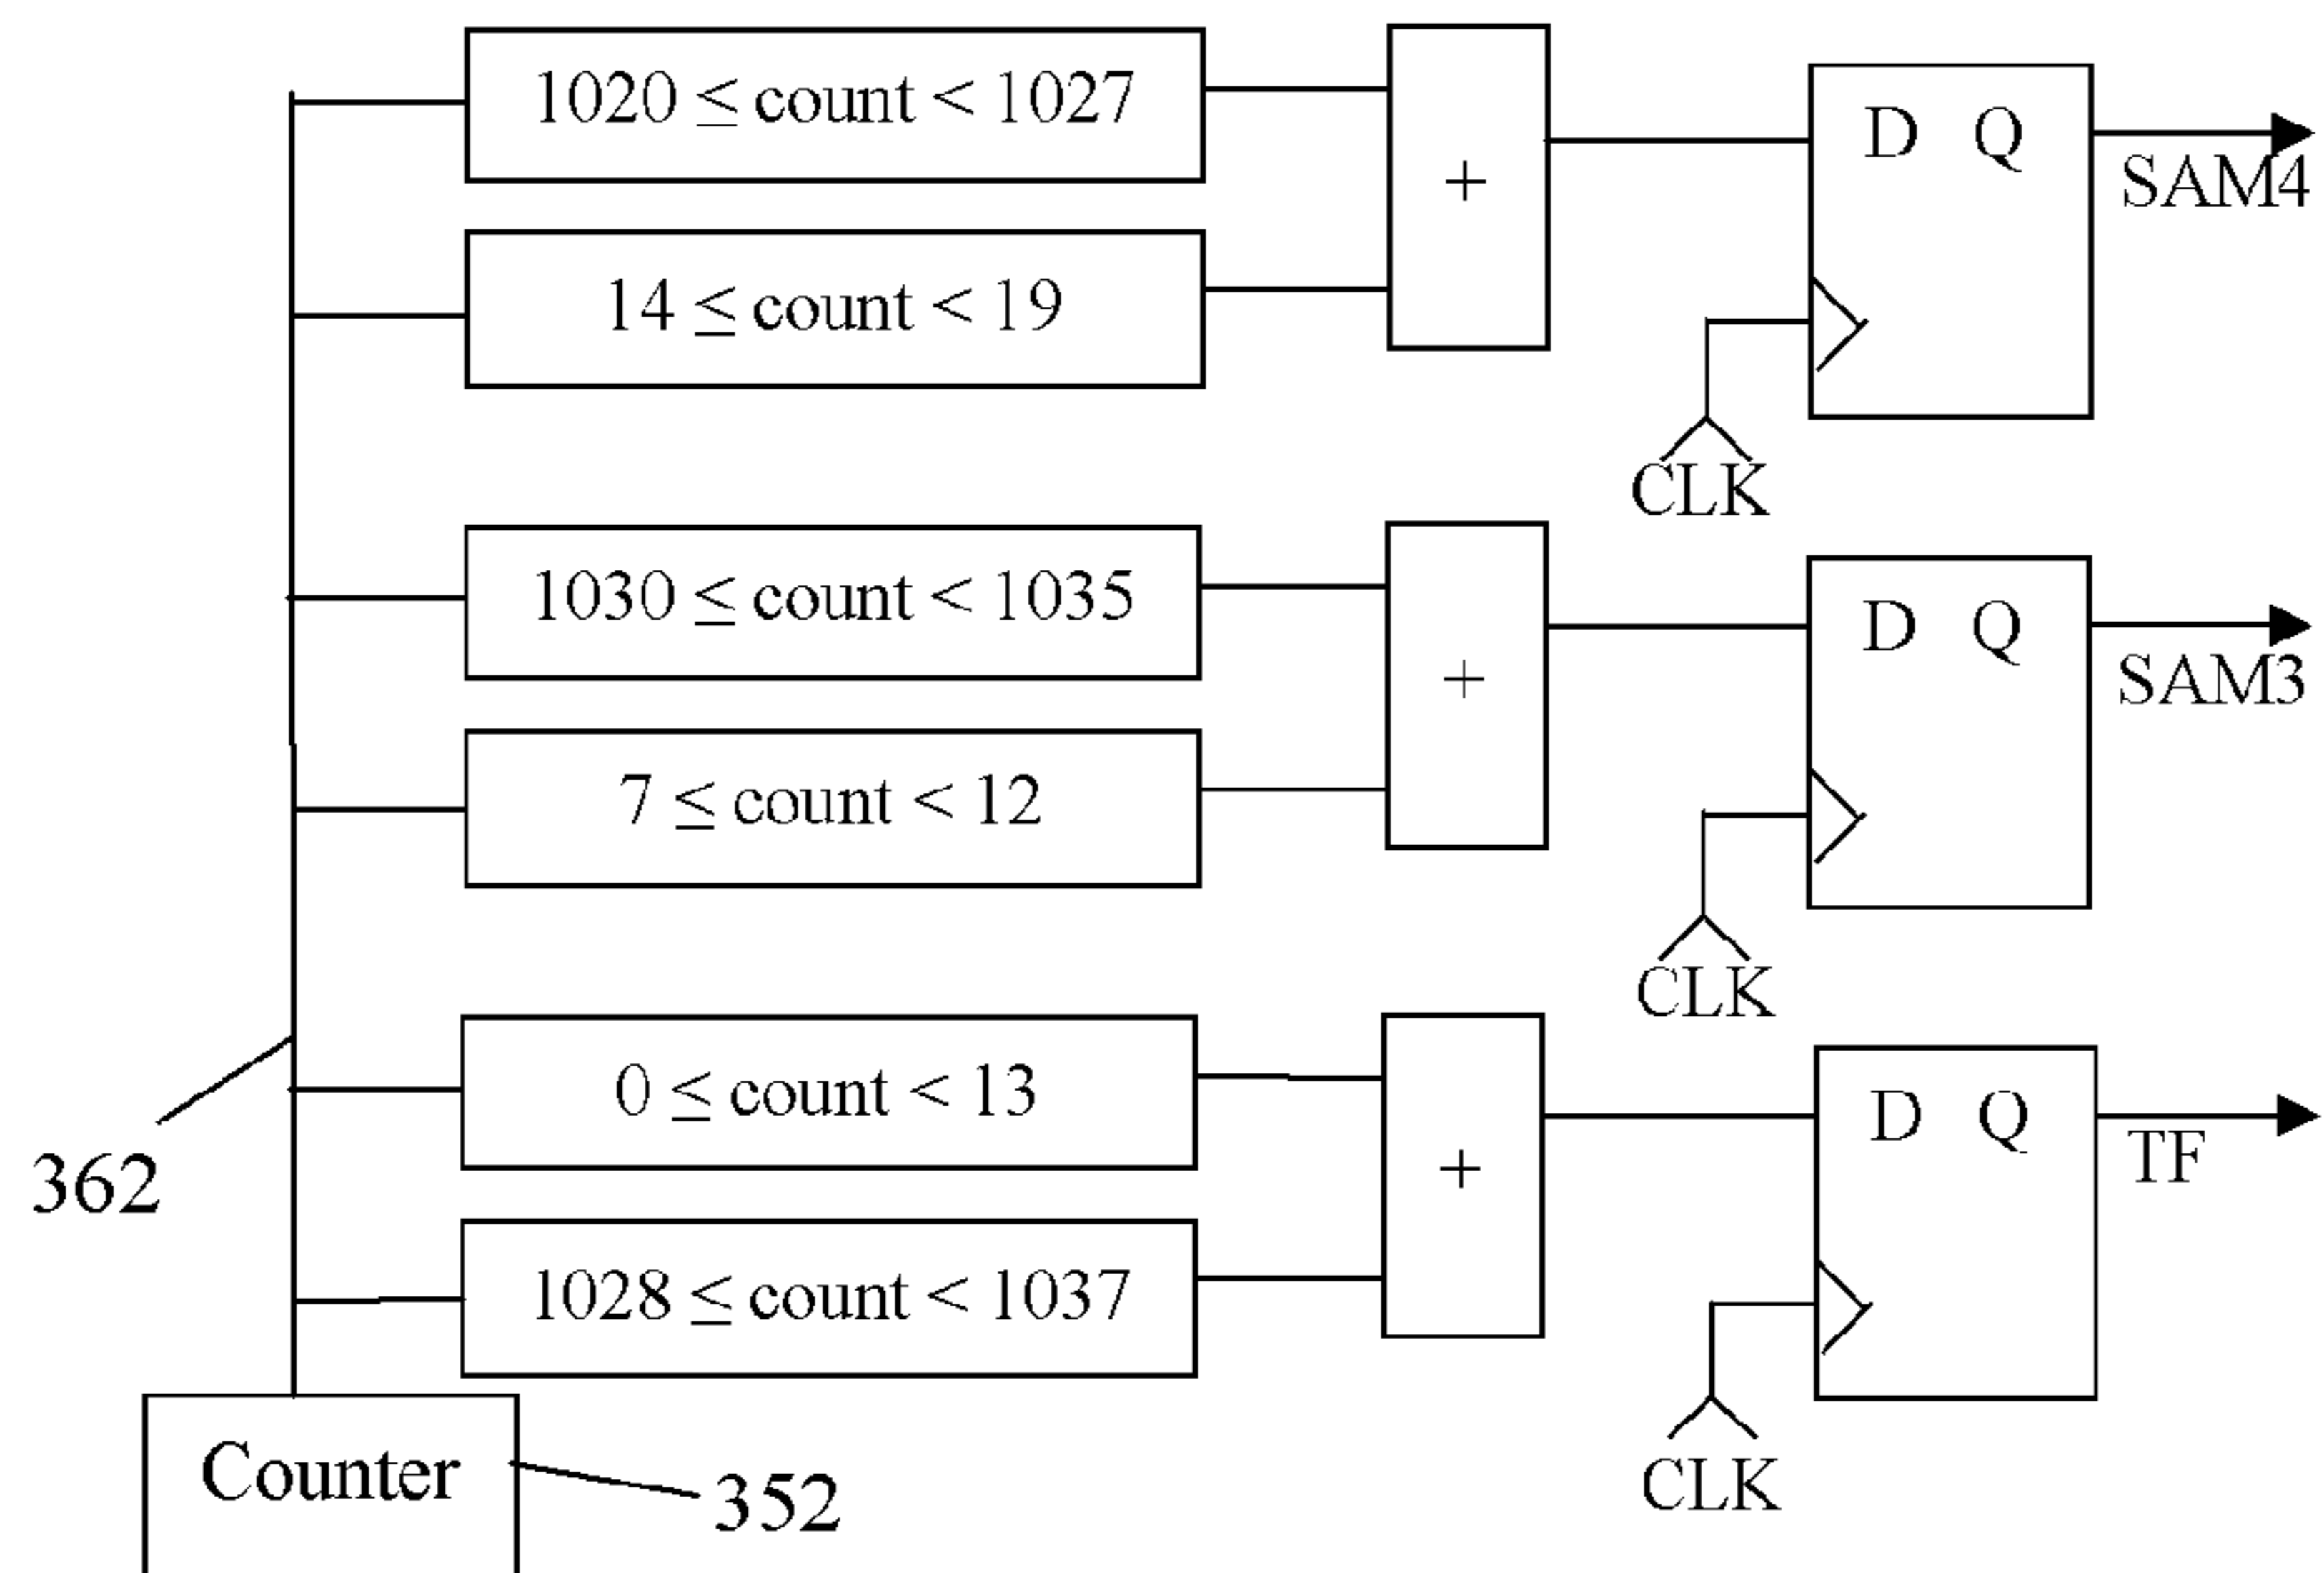 1020 ≤ count < 1027
+
D Q
SAM4
14 ≤ count < 19
CLK
1030 ≤ count < 1035
+
D Q
SAM3
7 ≤ count < 12
CLK
0 ≤ count < 13
+
D Q
TF
362
1028 ≤ count < 1037
CLK
Counter
352